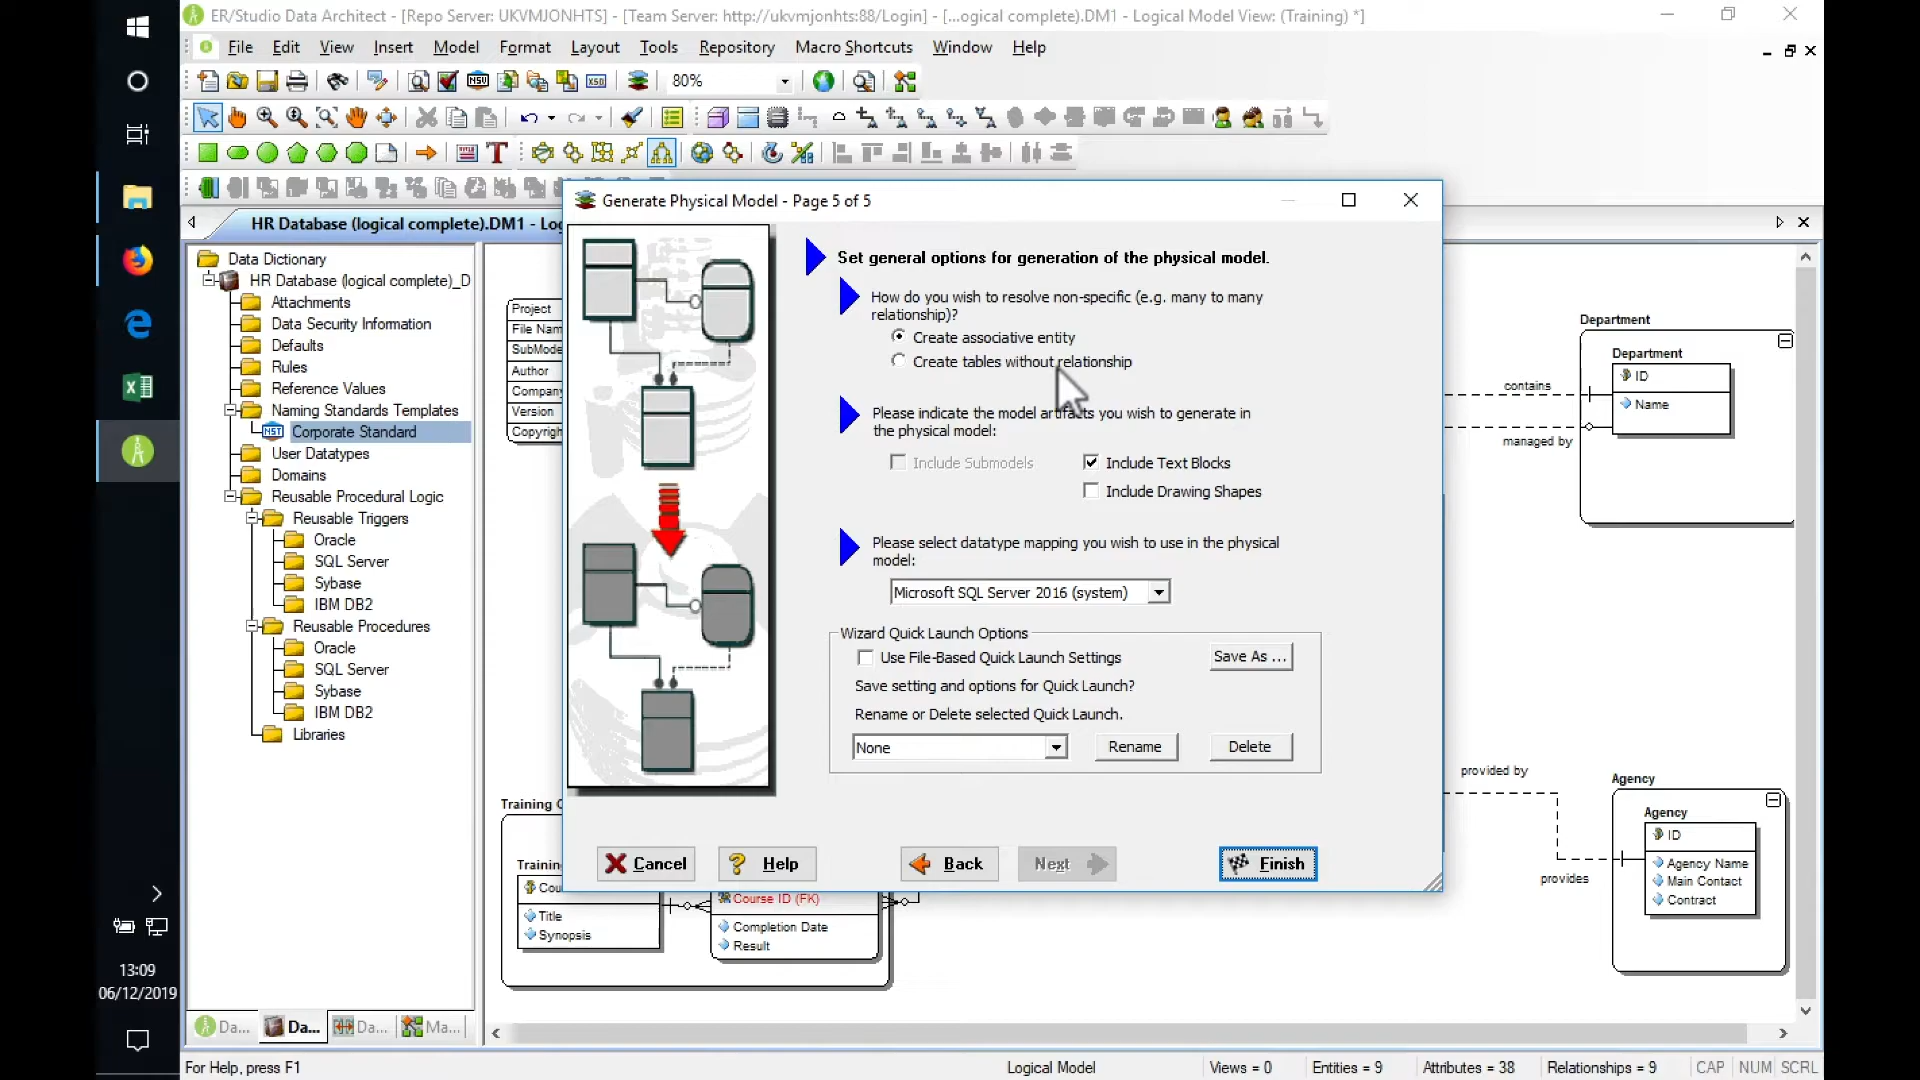 ER/Studio Data Architect - [Repo Server: UKVMJONHTS] - [Team Server: http://ukvmjonhts:88/Login] - [...ogical complete).DM1 - Logical Model View: (Training) *]
File Edit View Insert Model Format Layout Tools Repository Macro Shortcuts Window Help
NSV XSD 80%
T
HR Database (logical complete).DM1 - Lo
Data Dictionary
HR Database (logical complete)_D
Attachments
Data Security Information
Defaults
Rules
Reference Values
Naming Standards Templates
NST Corporate Standard
User Datatypes
Domains
Reusable Procedural Logic
Reusable Triggers
Oracle
SQL Server
Sybase
IBM DB2
Reusable Procedures
Oracle
SQL Server
Sybase
IBM DB2
Libraries
Da... Da... Da... Ma...
Project
File Nam
SubMode
Author
Company
Version
Copyrigh
Generate Physical Model - Page 5 of 5
Set general options for generation of the physical model.
How do you wish to resolve non-specific (e.g. many to many
relationship)?
Create associative entity
Create tables without relationship
Please indicate the model artifacts you wish to generate in
the physical model:
Include Submodels Include Text Blocks
Include Drawing Shapes
Please select datatype mapping you wish to use in the physical
model:
Microsoft SQL Server 2016 (system)
Wizard Quick Launch Options
Use File-Based Quick Launch Settings Save As ...
Save setting and options for Quick Launch?
Rename or Delete selected Quick Launch.
None Rename Delete
Cancel Help Back Next Finish
Department
Department
ID
Name
contains
managed by
provided by
provides
Agency
Agency
ID
Agency Name
Main Contact
Contract
Training C
Trainin
Cou
Title
Synopsis
Course ID (FK)
Completion Date
Result
13:09
06/12/2019
For Help, press F1 Logical Model Views = 0 Entities = 9 Attributes = 38 Relationships = 9 CAP NUM SCRL